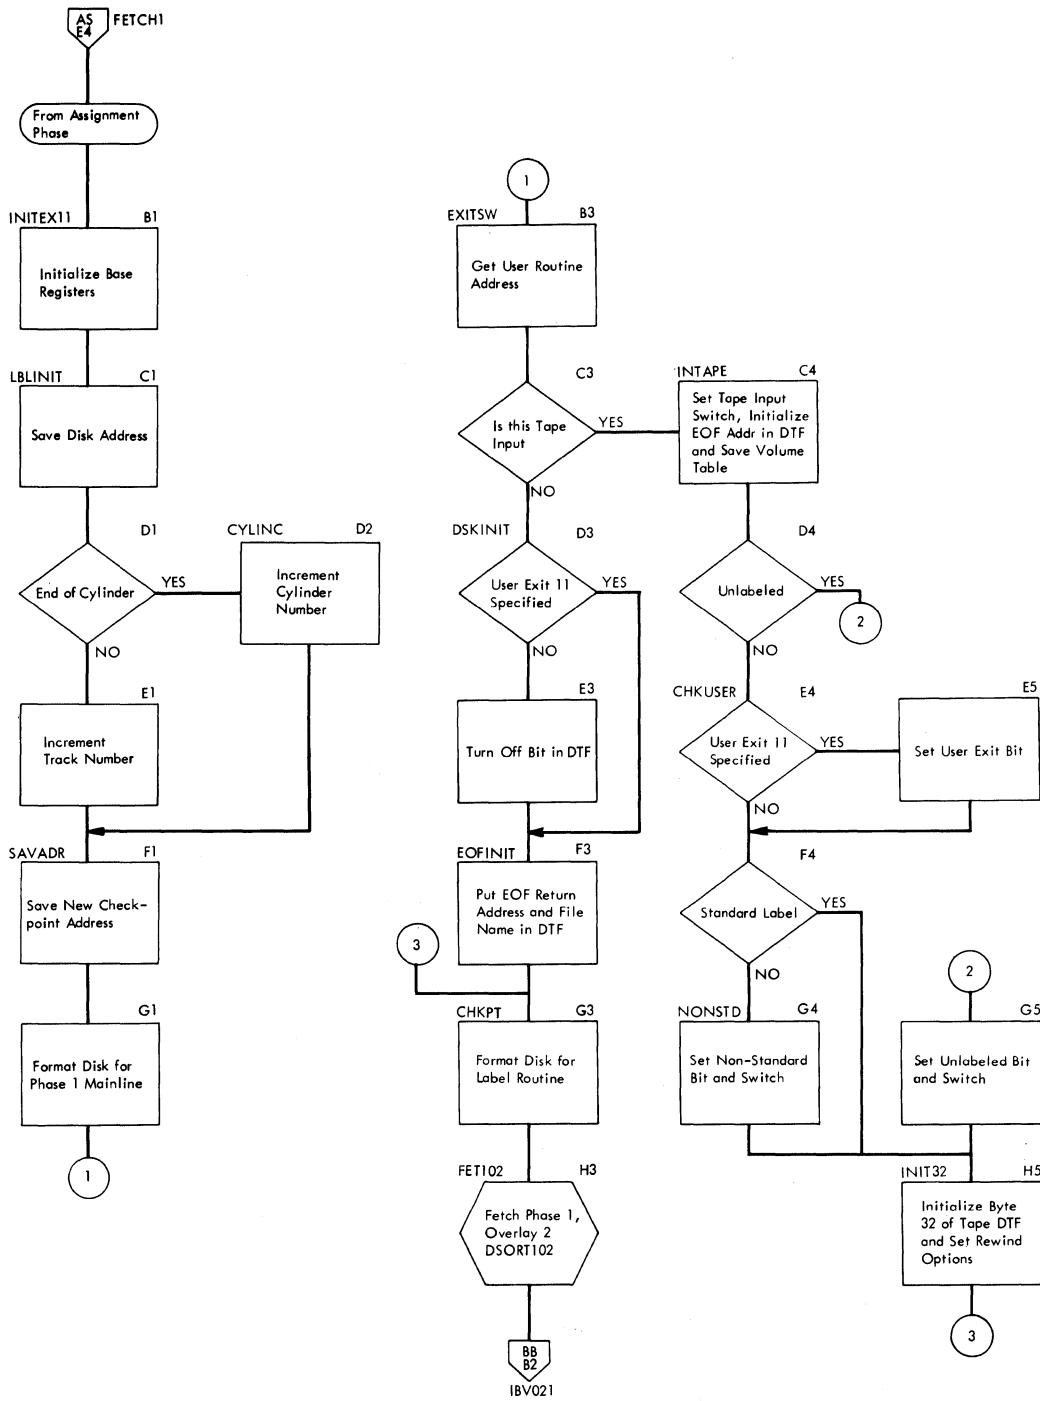 AS
E4
FETCH1
From Assignment
Phase
INITEX11
B1
Initialize Base
Registers
LBLINIT
C1
Save Disk Address
D1
End of Cylinder
YES
NO
CYLINC
D2
Increment
Cylinder
Number
E1
Increment
Track Number
SAVADR
F1
Save New Check-
point Address
G1
Format Disk for
Phase 1 Mainline
1
1
EXITSW
B3
Get User Routine
Address
C3
Is this Tape
Input
YES
NO
DSKINIT
D3
User Exit 11
Specified
YES
NO
E3
Turn Off Bit in DTF
EOFINIT
F3
Put EOF Return
Address and File
Name in DTF
3
CHKPT
G3
Format Disk for
Label Routine
FET102
H3
Fetch Phase 1,
Overlay 2
DSORT102
BB
B2
IBV021
INTAPE
C4
Set Tape Input
Switch, Initialize
EOF Addr in DTF
and Save Volume
Table
D4
Unlabeled
YES
2
NO
CHKUSER
E4
User Exit 11
Specified
YES
NO
E5
Set User Exit Bit
F4
Standard Label
YES
NO
NONSTD
G4
Set Non-Standard
Bit and Switch
2
G5
Set Unlabeled Bit
and Switch
INIT32
H5
Initialize Byte
32 of Tape DTF
and Set Rewind
Options
3